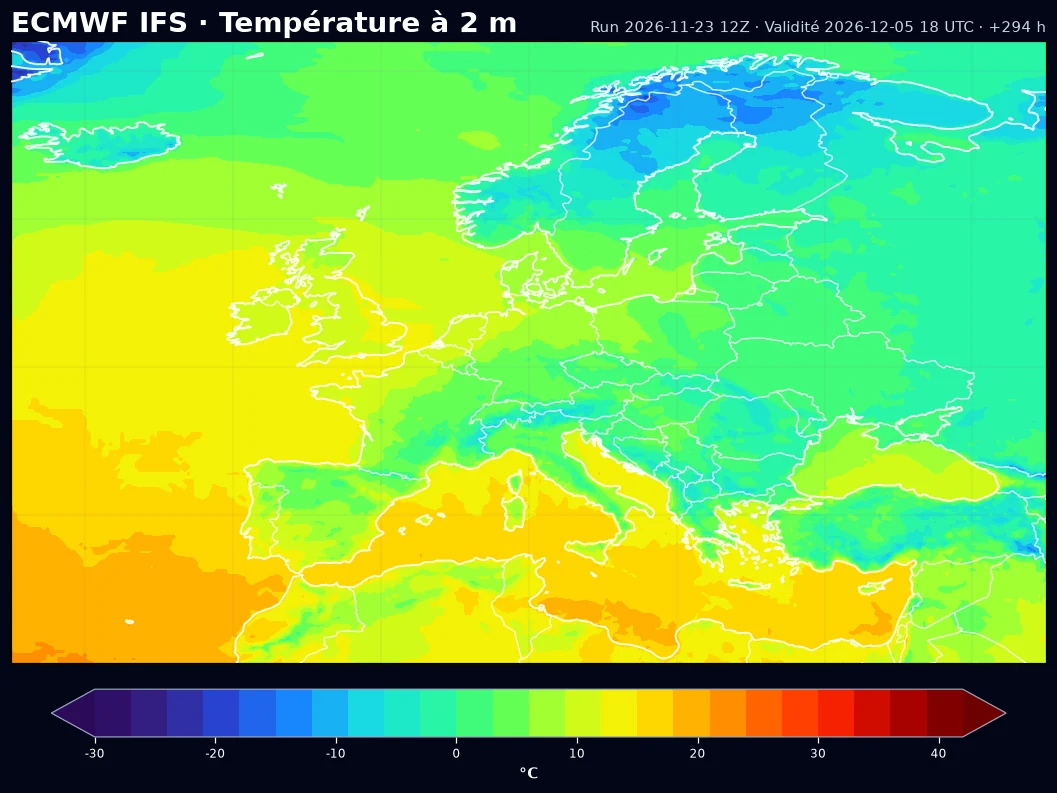 ECMWF IFS · Température à 2 m
Run 2026-11-23 12Z · Validité 2026-12-05 18 UTC · +294 h
-30 -20 -10 0 10 20 30 40
°C